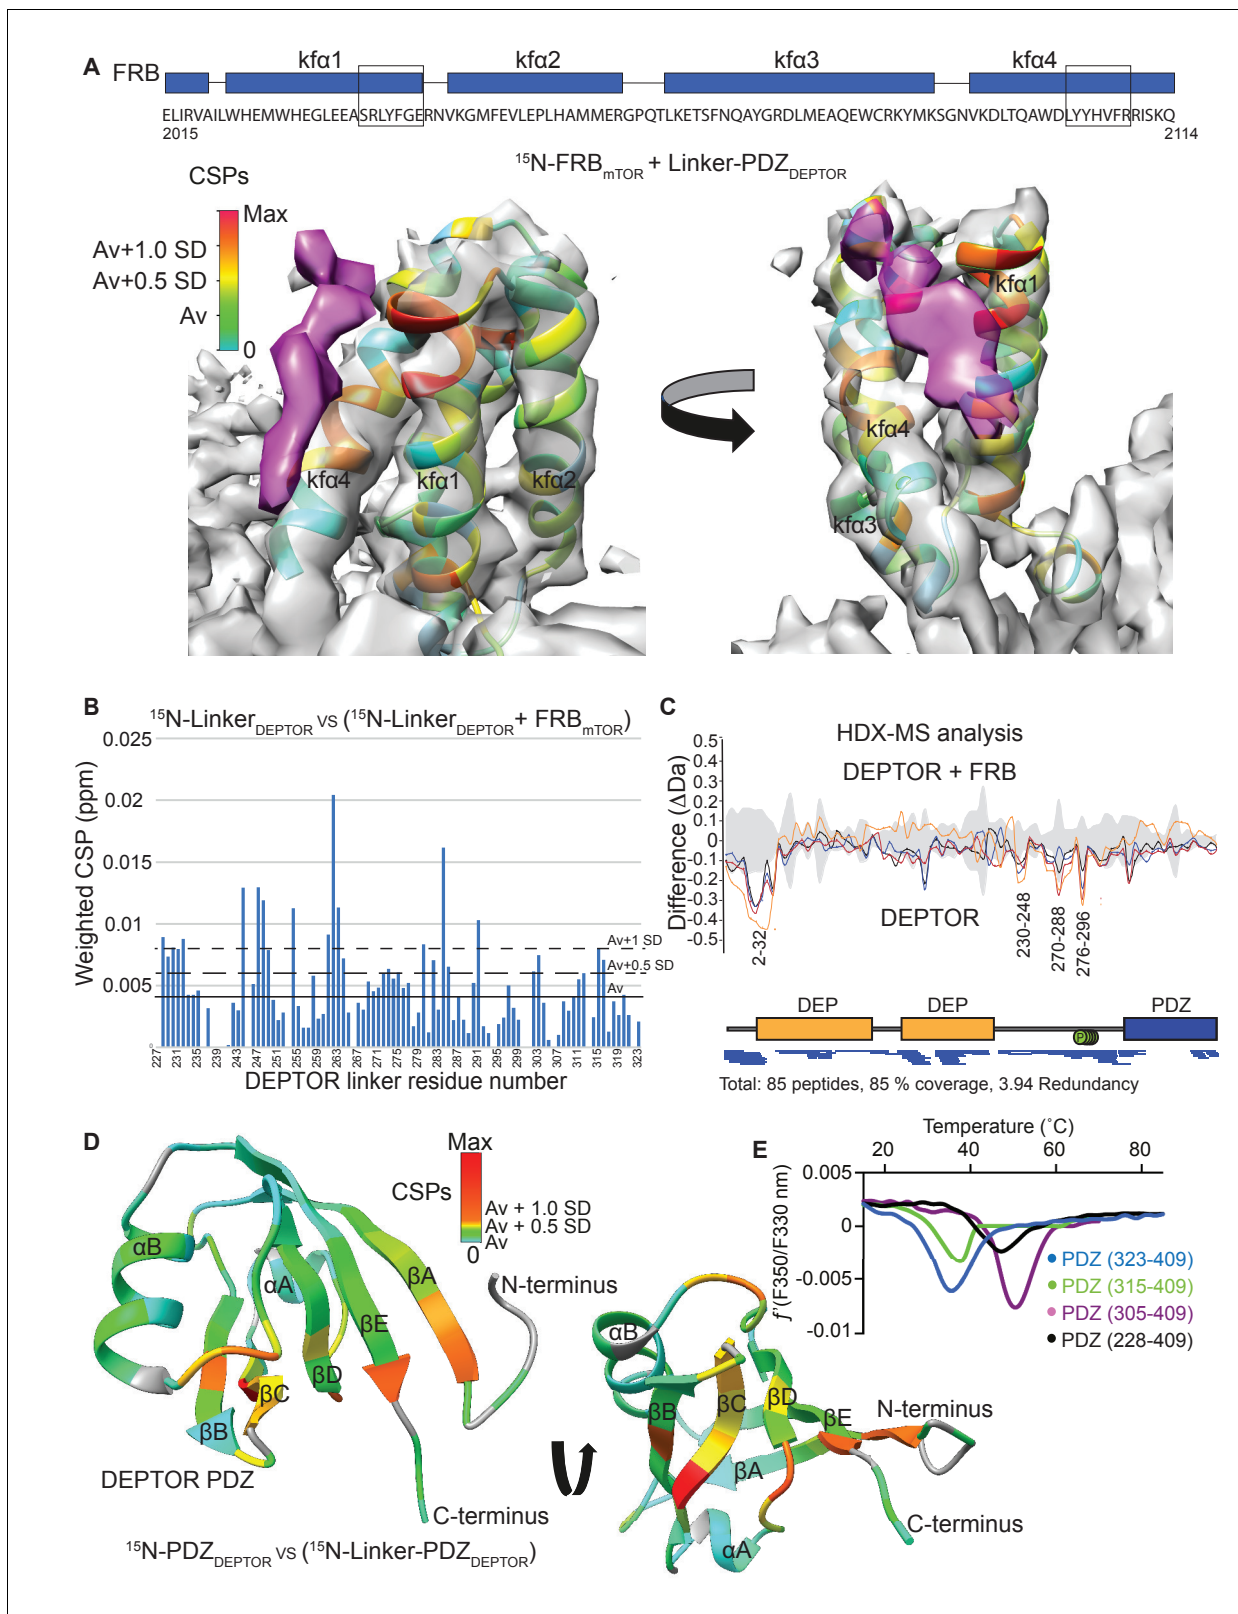 A
FRB
kfα1
kfα2
kfα3
kfα4
ELIRVAILWHEMWHEGLEEASRLYFGERNVKGMFEVLEPLHAMMERGPQTLKETSFNQAYGRDLMEAQEWCRKYMKSGNVKDLTQAWDLYYHVFRRISKQ
2015
2114
15N-FRBmTOR + Linker-PDZDEPTOR
CSPs
Max
Av+1.0 SD
Av+0.5 SD
Av
0
kfα4
kfα1
kfα2
kfα1
kfα4
kfα3
B
15N-LinkerDEPTOR VS (15N-LinkerDEPTOR+ FRBmTOR)
0.025
0.02
0.015
0.01
0.005
0
Weighted CSP (ppm)
Av+1 SD
Av+0.5 SD
Av
227 231 235 239 243 247 251 255 259 263 267 271 275 279 283 287 291 295 299 303 307 311 315 319 323
DEPTOR linker residue number
C
HDX-MS analysis
DEPTOR + FRB
Difference (ΔDa)
0.5
0.4
0.3
0.2
0.1
0
-0.1
-0.2
-0.3
-0.4
-0.5
DEPTOR
2-32
230-248
270-288
276-296
DEP
DEP
PDZ
P
Total: 85 peptides, 85 % coverage, 3.94 Redundancy
D
Max
CSPs
Av + 1.0 SD
Av + 0.5 SD
Av
0
αB
αA
βA
N-terminus
βE
βD
βC
βB
DEPTOR PDZ
C-terminus
15N-PDZDEPTOR VS (15N-Linker-PDZDEPTOR)
αB
βB
βC
βD
βE
N-terminus
βA
αA
C-terminus
E
Temperature (˚C)
20 40 60 80
0.005
0
-0.005
-0.01
f'(F350/F330 nm)
PDZ (323-409)
PDZ (315-409)
PDZ (305-409)
PDZ (228-409)